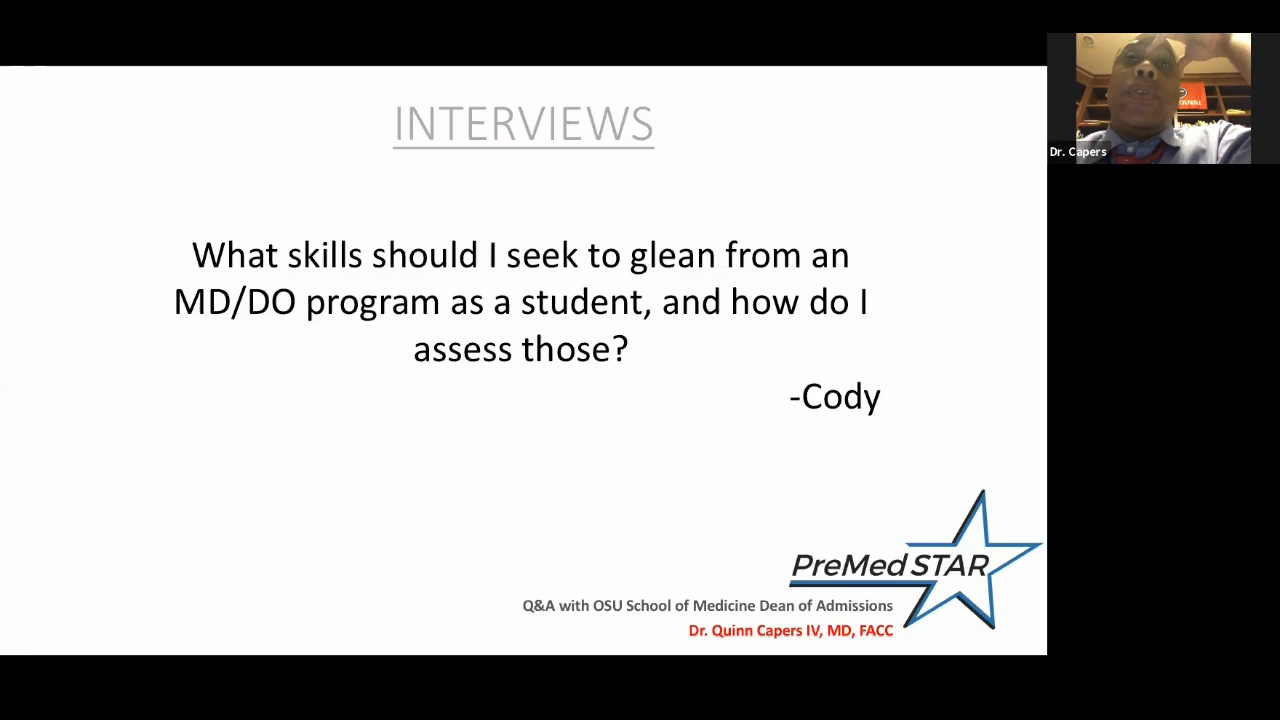 INTERVIEWS
What skills should I seek to glean from an
MD/DO program as a student, and how do I
assess those?
-Cody
PreMed STAR
Q&A with OSU School of Medicine Dean of Admissions
Dr. Quinn Capers IV, MD, FACC
Dr. Capers